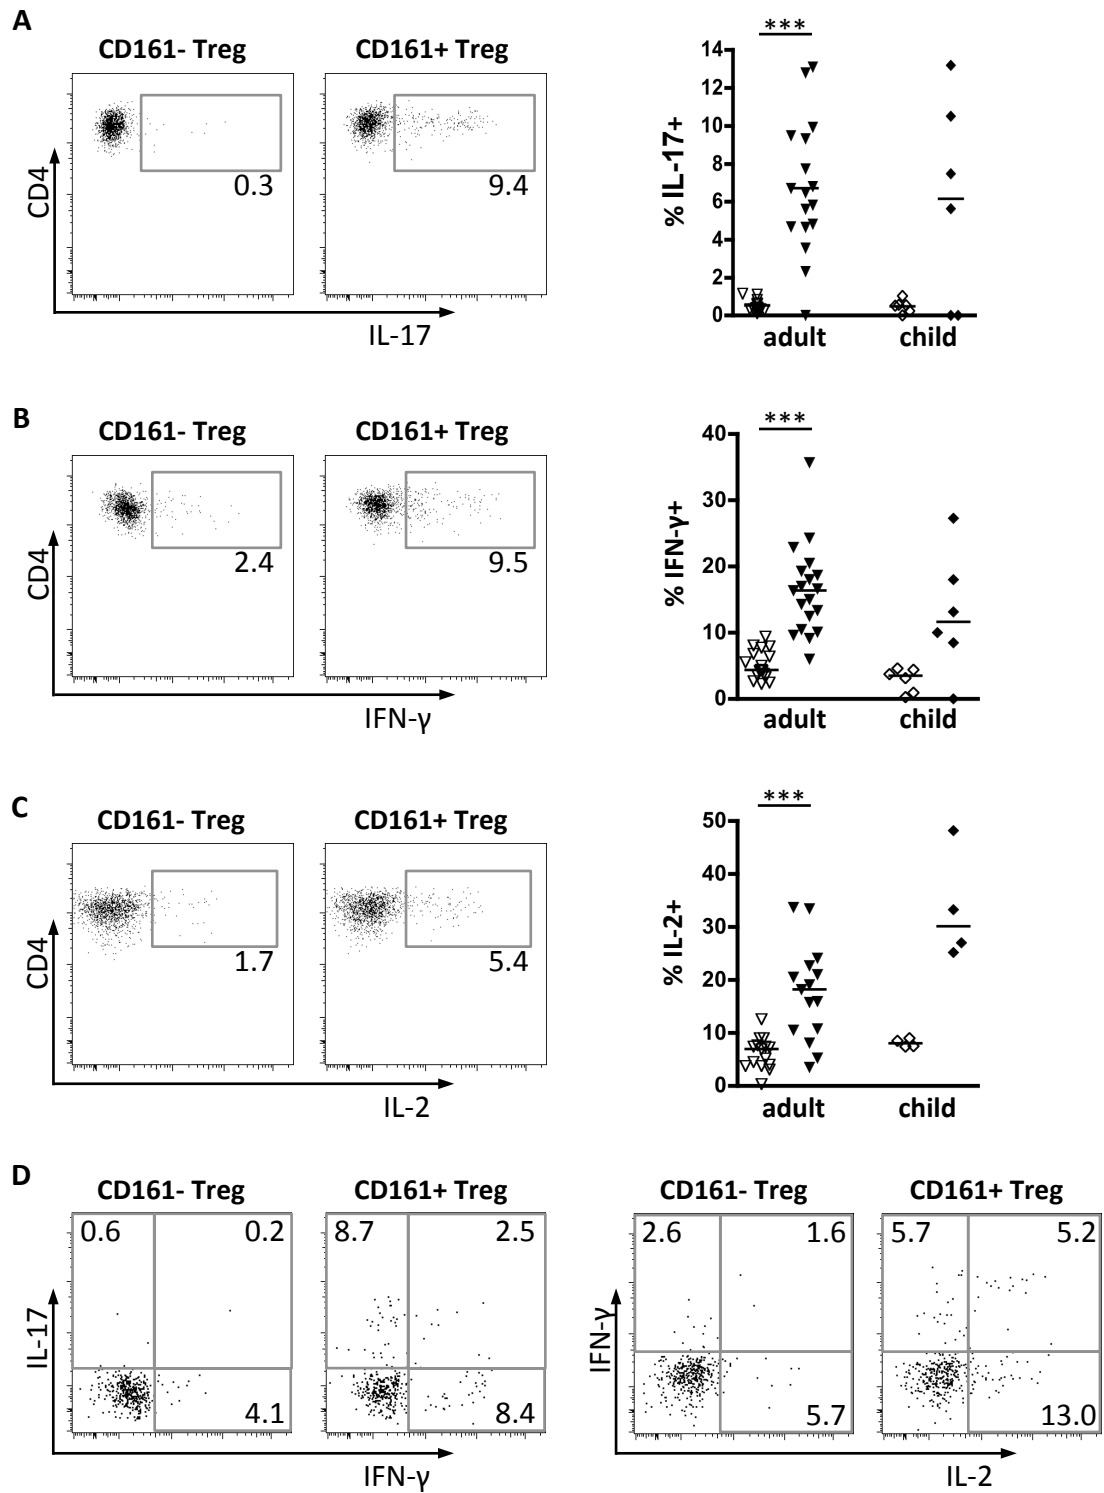 A
CD161- Treg
CD161+ Treg
CD4
0.3
9.4
IL-17
***
% IL-17+
14
12
10
8
6
4
2
0
adult
child
B
CD161- Treg
CD161+ Treg
CD4
2.4
9.5
IFN-γ
***
% IFN-γ+
40
30
20
10
0
adult
child
C
CD161- Treg
CD161+ Treg
CD4
1.7
5.4
IL-2
***
% IL-2+
50
40
30
20
10
0
adult
child
D
CD161- Treg
CD161+ Treg
CD161- Treg
CD161+ Treg
IL-17
0.6
0.2
4.1
8.7
2.5
8.4
IFN-γ
IFN-γ
2.6
1.6
5.7
5.7
5.2
13.0
IL-2